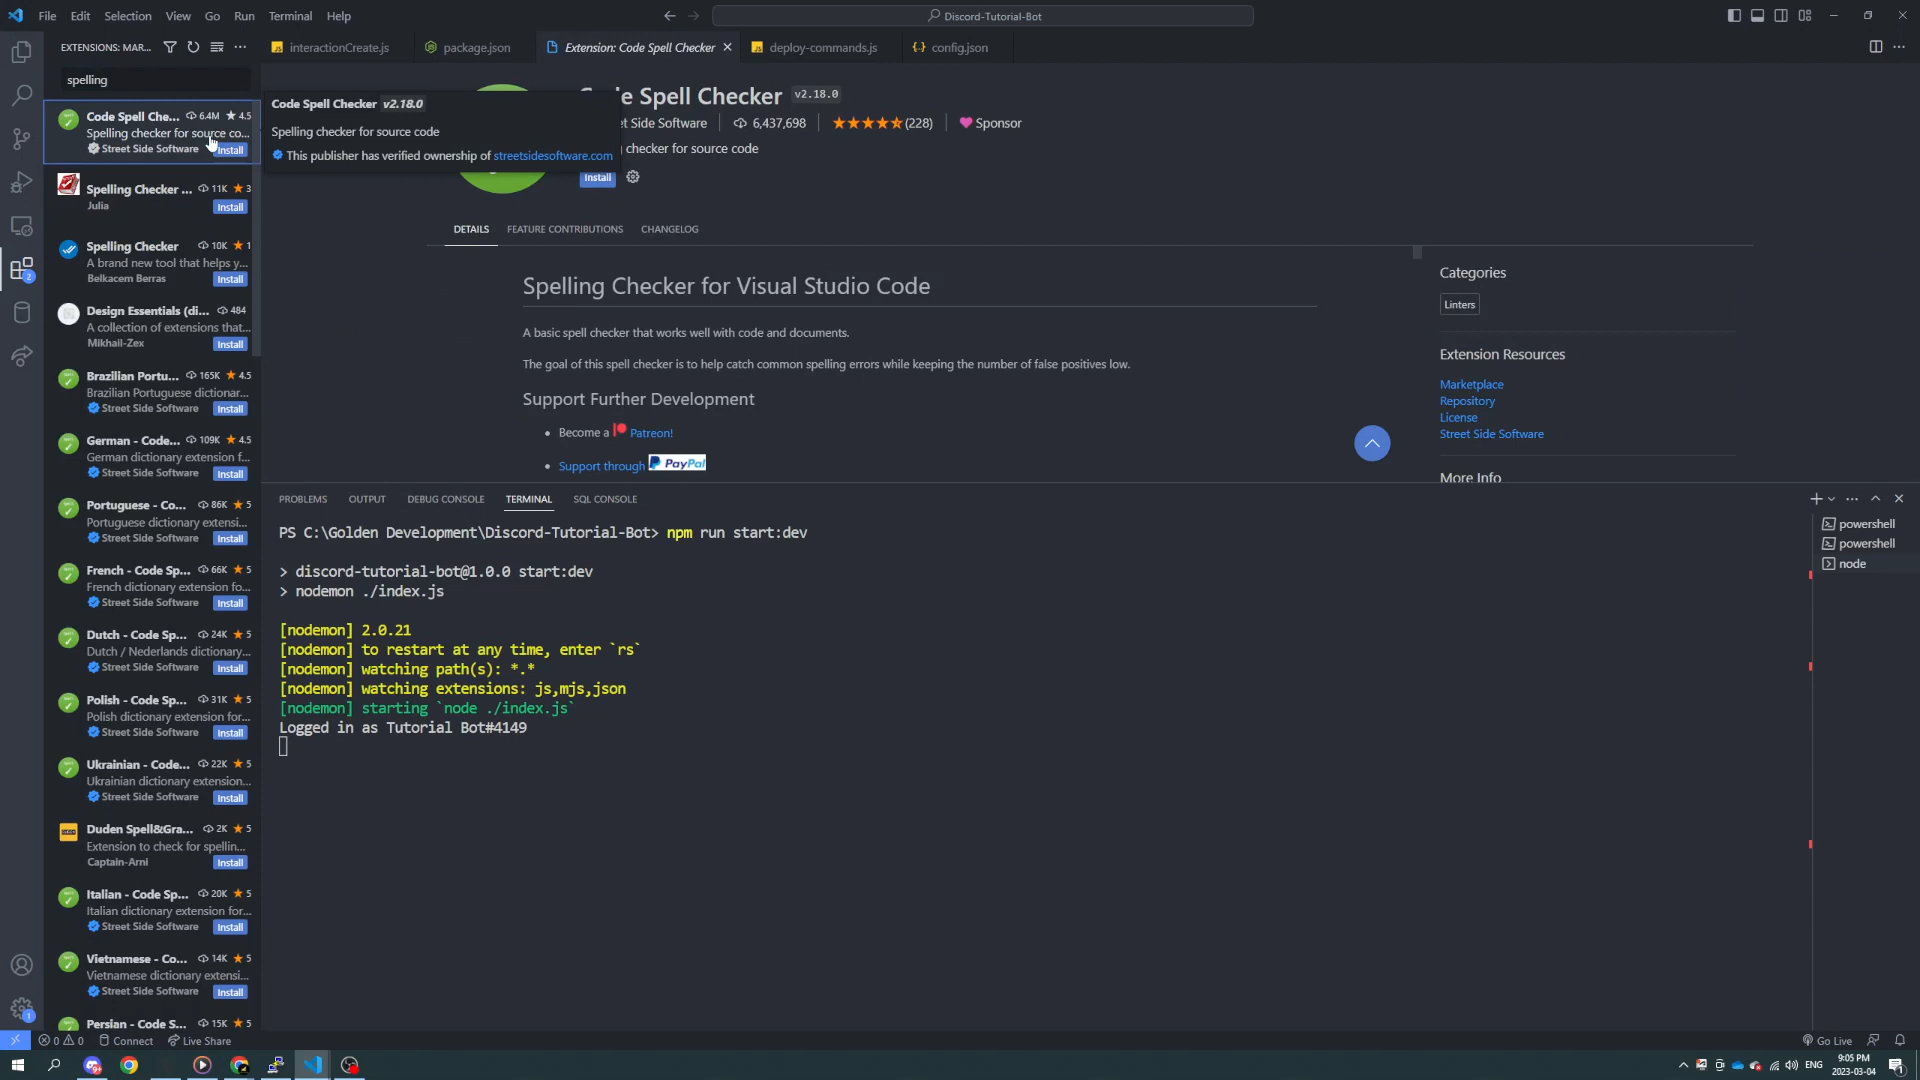 File Edit Selection View Go Run Terminal Help
Discord-Tutorial-Bot
EXTENSIONS: MAR...
interactionCreate.js
package.json
Extension: Code Spell Checker
deploy-commands.js
config.json
spelling
Code Spell Che... 6.4M 4.5
Spelling checker for source co...
Street Side Software Install
Spelling Checker ... 11K 3
Julia Install
Spelling Checker 10K 1
A brand new tool that helps y...
Belkacem Berras Install
Design Essentials (di... 484
A collection of extensions that...
Mikhail-Zex Install
Brazilian Portu... 165K 4.5
Brazilian Portuguese dictionar...
Street Side Software Install
German - Code... 109K 4.5
German dictionary extension f...
Street Side Software Install
Portuguese - Co... 86K 5
Portuguese dictionary extensi...
Street Side Software Install
French - Code Sp... 66K 5
French dictionary extension fo...
Street Side Software Install
Dutch - Code Sp... 24K 5
Dutch / Nederlands dictionary...
Street Side Software Install
Polish - Code Sp... 31K 5
Polish dictionary extension for...
Street Side Software Install
Ukrainian - Code... 22K 5
Ukrainian dictionary extension...
Street Side Software Install
Duden Spell&Gra... 2K 5
Extension to check for spellin...
Captain-Arni Install
Italian - Code Sp... 20K 5
Italian dictionary extension for...
Street Side Software Install
Vietnamese - Co... 14K 5
Vietnamese dictionary extensi...
Street Side Software Install
Persian - Code S... 15K 5
Code Spell Checker v2.18.0
Spelling checker for source code
This publisher has verified ownership of streetsidesoftware.com
e Spell Checker v2.18.0
et Side Software 6,437,698 (228) Sponsor
checker for source code
Install
DETAILS FEATURE CONTRIBUTIONS CHANGELOG
Spelling Checker for Visual Studio Code
A basic spell checker that works well with code and documents.
The goal of this spell checker is to help catch common spelling errors while keeping the number of false positives low.
Support Further Development
Become a Patreon!
Support through PayPal
Categories
Linters
Extension Resources
Marketplace
Repository
License
Street Side Software
More Info
PROBLEMS OUTPUT DEBUG CONSOLE TERMINAL SQL CONSOLE
PS C:\Golden Development\Discord-Tutorial-Bot> npm run start:dev
> discord-tutorial-bot@1.0.0 start:dev
> nodemon ./index.js
[nodemon] 2.0.21
[nodemon] to restart at any time, enter `rs`
[nodemon] watching path(s): *.*
[nodemon] watching extensions: js,mjs,json
[nodemon] starting `node ./index.js`
Logged in as Tutorial Bot#4149
powershell
powershell
node
2
1
0 0 Connect Live Share
Go Live
ENG
9:05 PM
2023-03-04